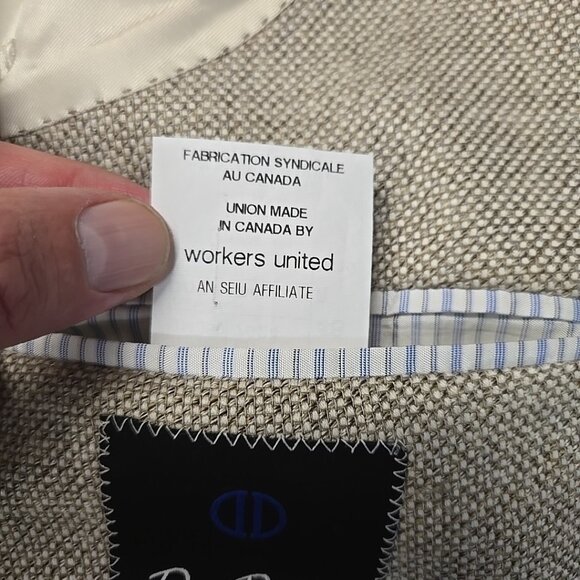 FABRICATION SYNDICALE
AU CANADA
UNION MADE
IN CANADA BY
workers united
AN SEIU AFFILIATE